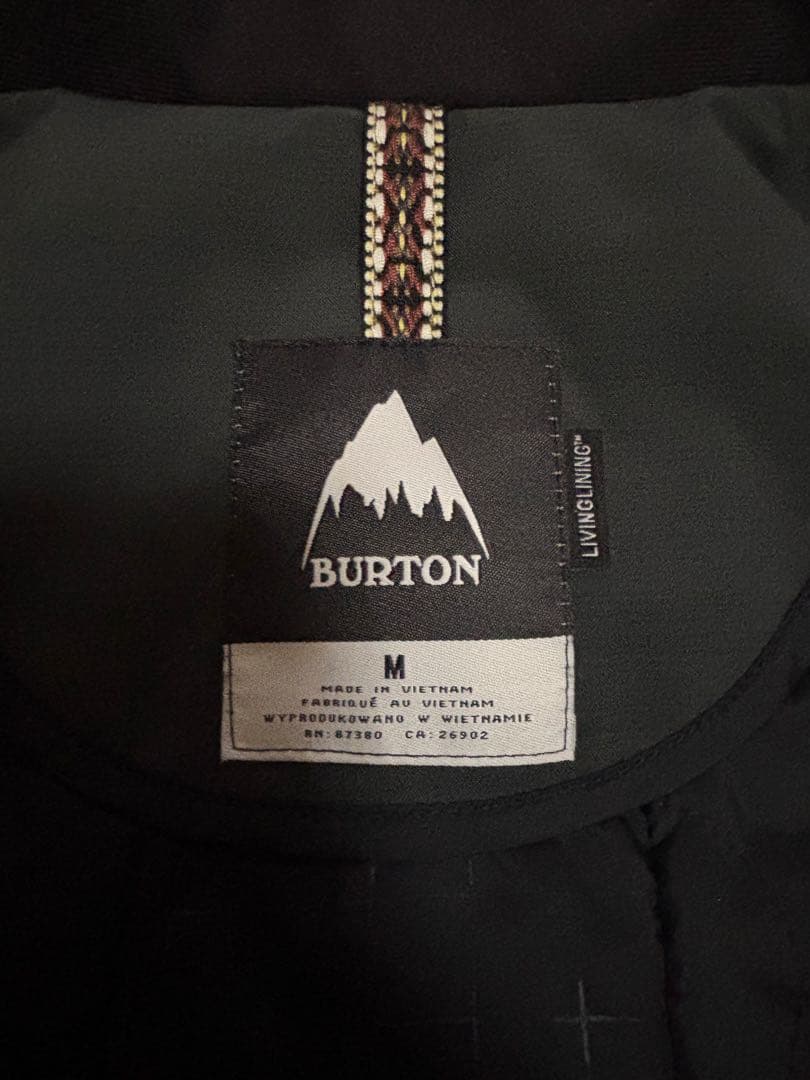 BURTON
LIVINGLINING™
M
MADE IN VIETNAM
FABRIQUÉ AU VIETNAM
WYPRODUKOWANO W WIETNAMIE
RN: 87380 CA: 26902